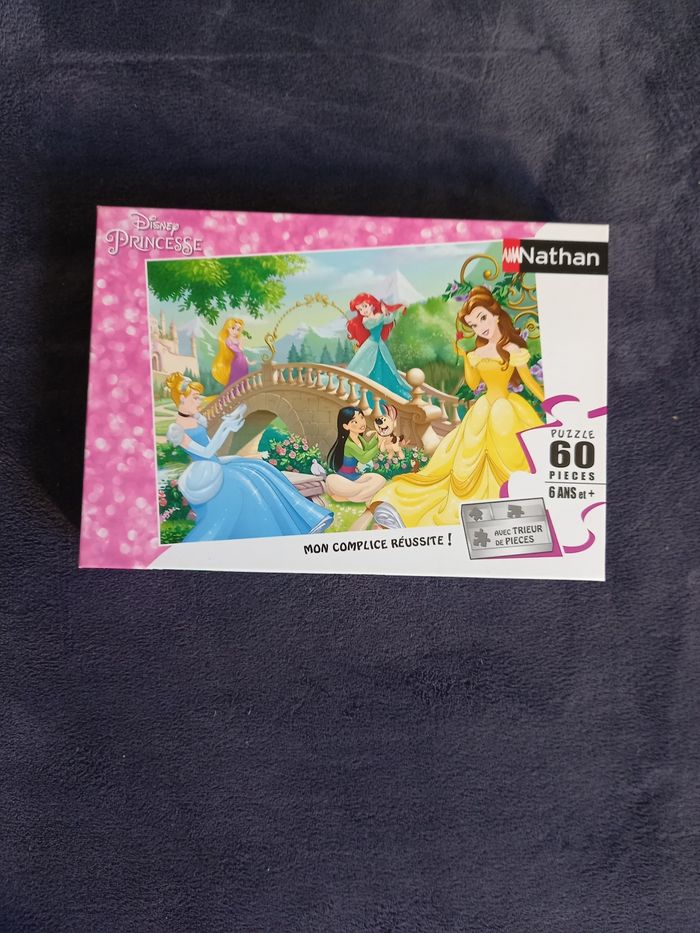 Disney
PRINCESSE
Nathan
PUZZLE
60
PIECES
6 ANS et +
AVEC TRIEUR
DE PIECES
MON COMPLICE RÉUSSITE !